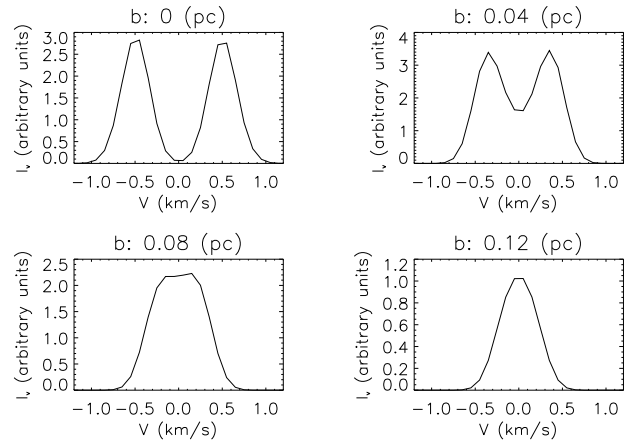 b: 0 (pc)
3.0
2.5
2.0
1.5
1.0
0.5
0.0
Iᵥ (arbitrary units)
-1.0 -0.5 0.0 0.5 1.0
V (km/s)
b: 0.04 (pc)
4
3
2
1
0
Iᵥ (arbitrary units)
-1.0 -0.5 0.0 0.5 1.0
V (km/s)
b: 0.08 (pc)
2.5
2.0
1.5
1.0
0.5
0.0
Iᵥ (arbitrary units)
-1.0 -0.5 0.0 0.5 1.0
V (km/s)
b: 0.12 (pc)
1.2
1.0
0.8
0.6
0.4
0.2
0.0
Iᵥ (arbitrary units)
-1.0 -0.5 0.0 0.5 1.0
V (km/s)